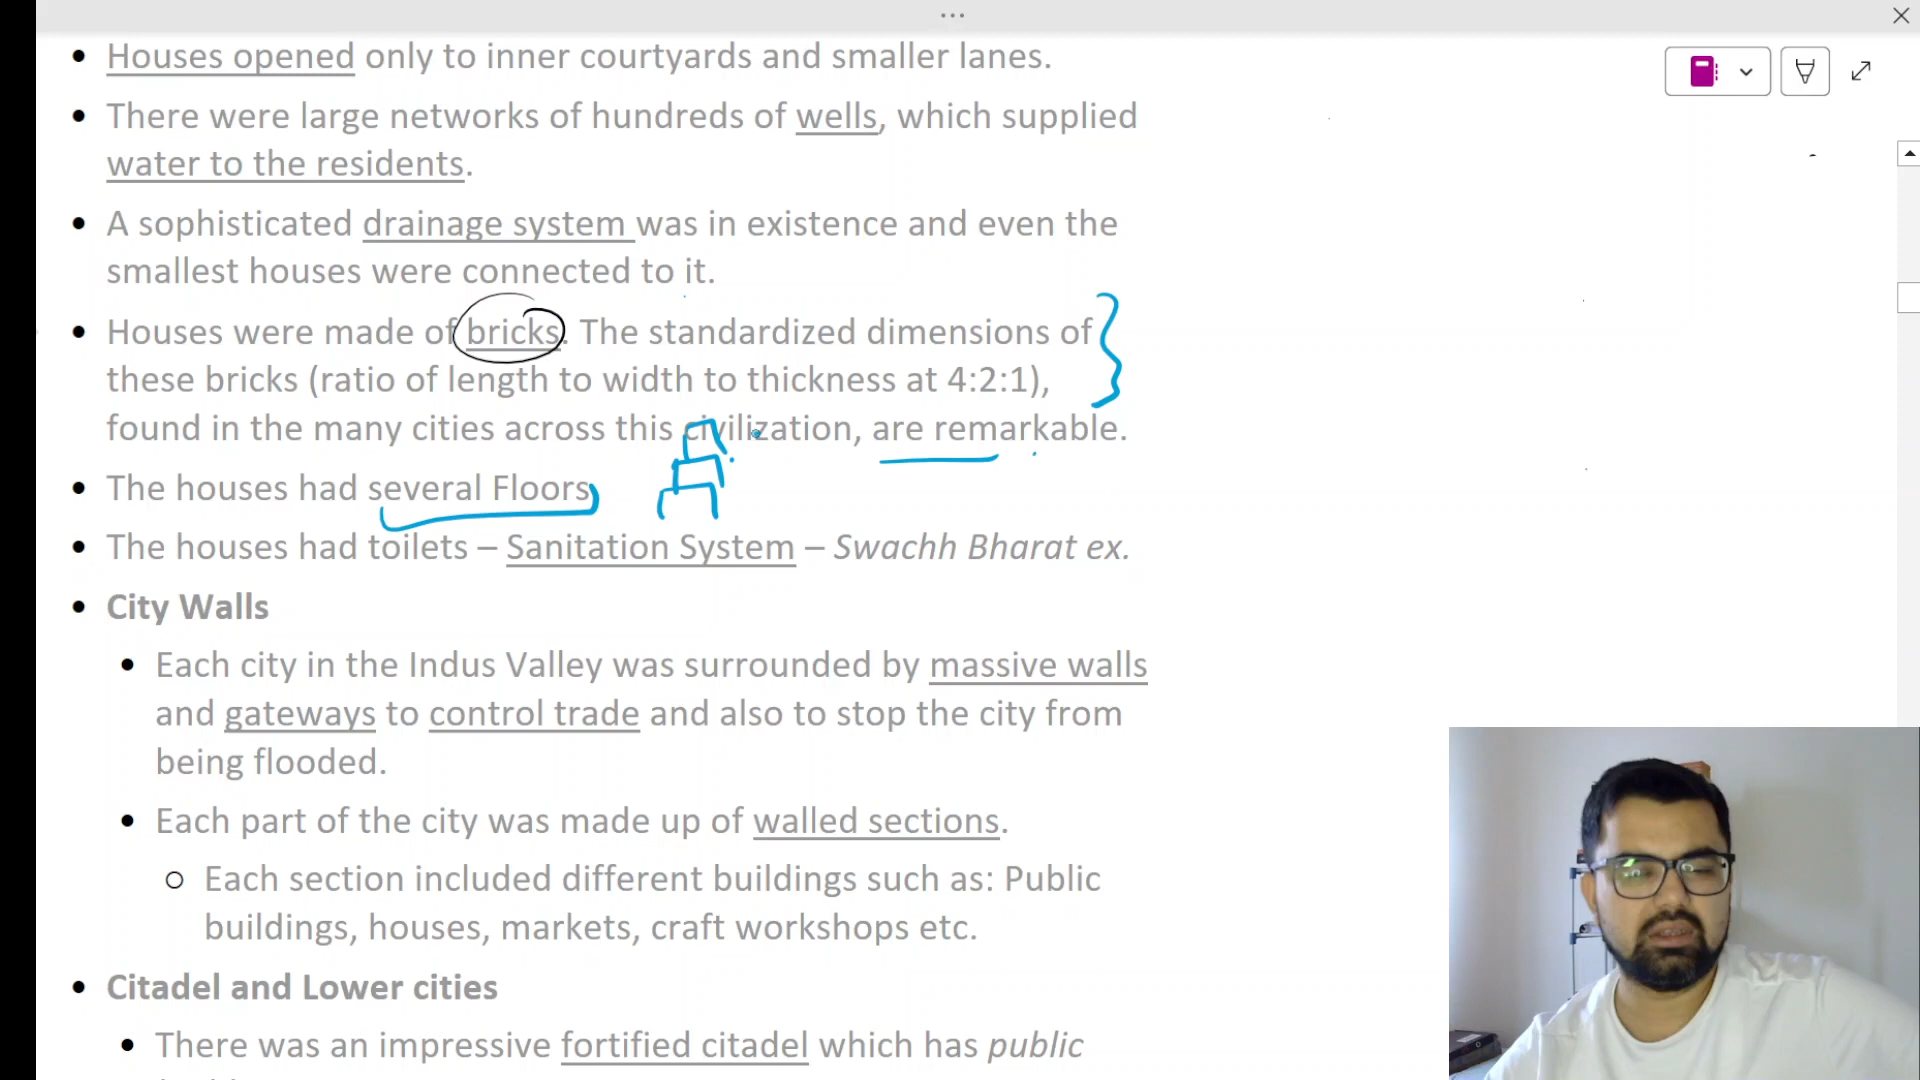 Houses opened only to inner courtyards and smaller lanes.
There were large networks of hundreds of wells, which supplied
water to the residents.
A sophisticated drainage system was in existence and even the
smallest houses were connected to it.
Houses were made of bricks. The standardized dimensions of
these bricks (ratio of length to width to thickness at 4:2:1),
found in the many cities across this civilization, are remarkable.
The houses had several Floors
The houses had toilets – Sanitation System – Swachh Bharat ex.
City Walls
Each city in the Indus Valley was surrounded by massive walls
and gateways to control trade and also to stop the city from
being flooded.
Each part of the city was made up of walled sections.
Each section included different buildings such as: Public
buildings, houses, markets, craft workshops etc.
Citadel and Lower cities
There was an impressive fortified citadel which has public